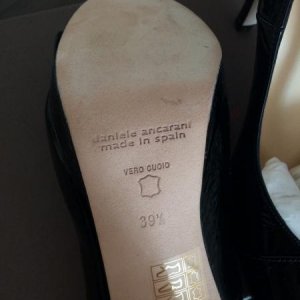 daniele ancarani
made in spain
VERO CUOIO
39½